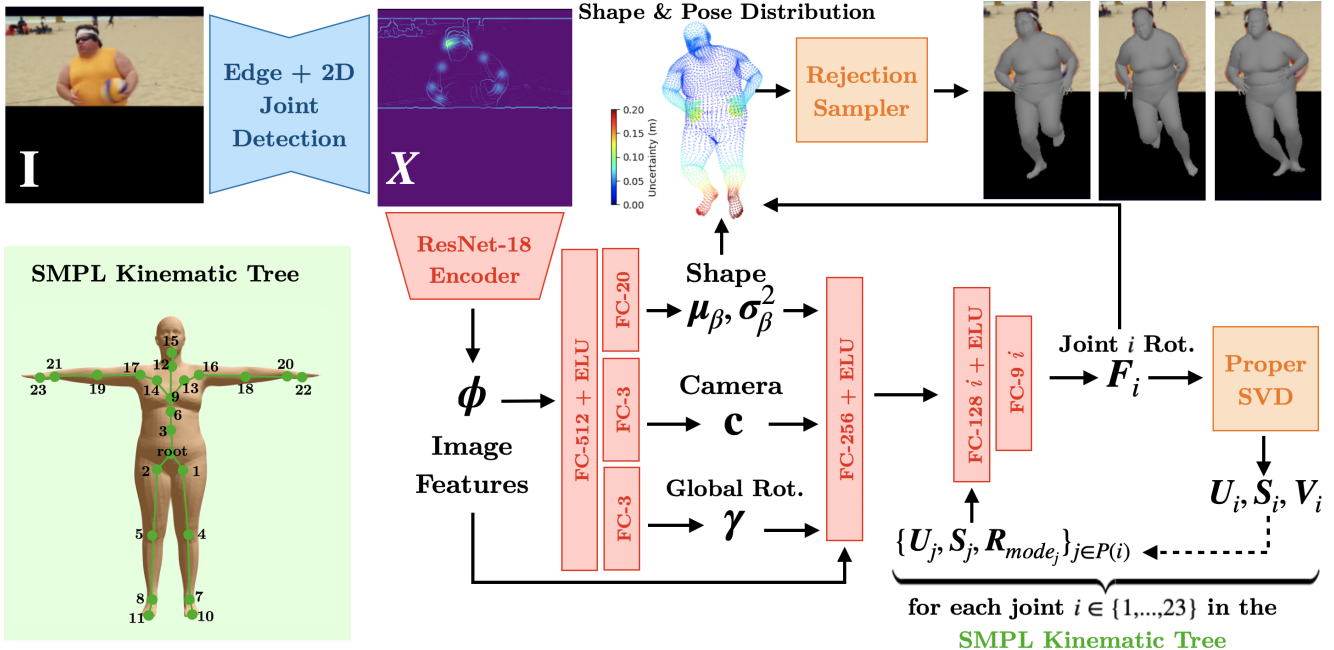 I
Edge + 2D
Joint
Detection
X
Shape & Pose Distribution
0.20
0.15
0.10
0.05
0.00
Uncertainty (m)
Rejection
Sampler
SMPL Kinematic Tree
15
12
17
16
21
20
23
19
14
13
18
22
9
6
3
root
2
1
5
4
8
7
11
10
ResNet-18
Encoder
ϕ
Image
Features
FC-512 + ELU
FC-20
FC-3
FC-3
Shape
μβ, σ²β
Camera
c
Global Rot.
γ
FC-256 + ELU
FC-128 i + ELU
FC-9 i
{Uj, Sj, Rmodej}j∈P(i)
Joint i Rot.
Fi
Proper
SVD
Ui, Si, Vi
for each joint i ∈ {1,...,23} in the
SMPL Kinematic Tree